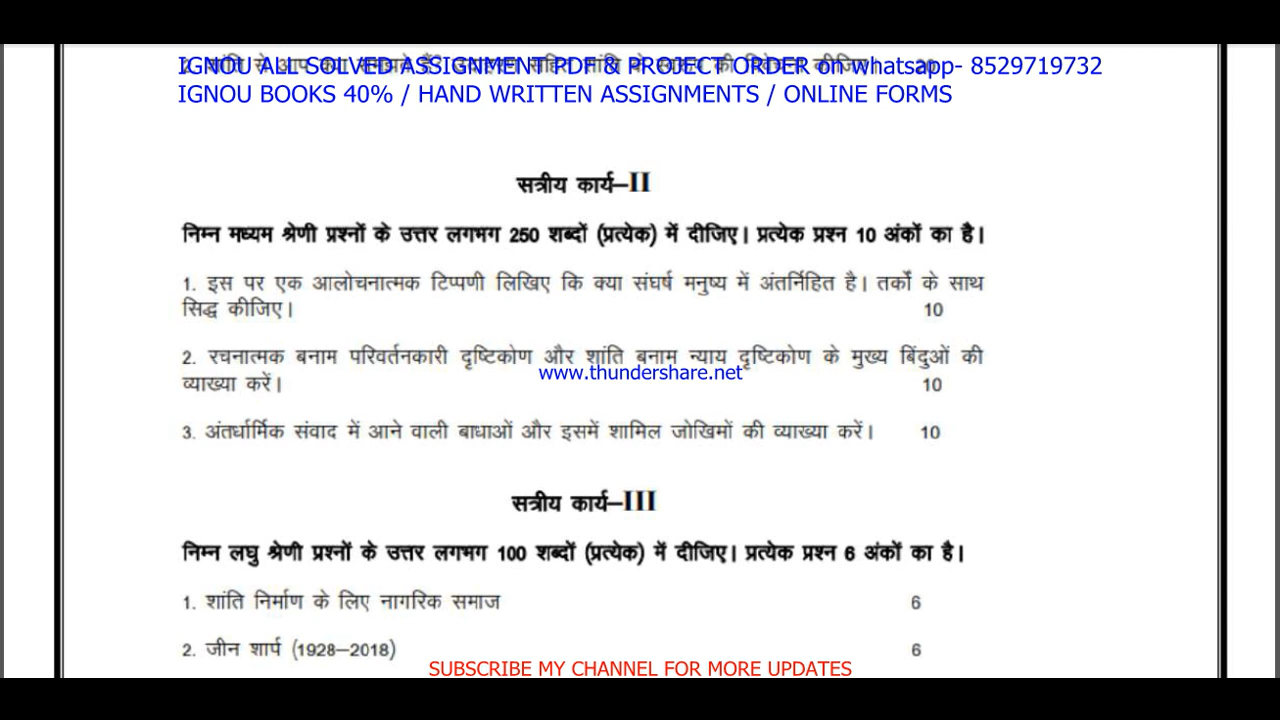 IGNOU ALL SOLVED ASSIGNMENT PDF & PROJECT ORDER on whatsapp- 8529719732
IGNOU BOOKS 40% / HAND WRITTEN ASSIGNMENTS / ONLINE FORMS
सत्रीय कार्य–II
निम्न मध्यम श्रेणी प्रश्नों के उत्तर लगभग 250 शब्दों (प्रत्येक) में दीजिए। प्रत्येक प्रश्न 10 अंकों का है।
1. इस पर एक आलोचनात्मक टिप्पणी लिखिए कि क्या संघर्ष मनुष्य में अंतर्निहित है। तर्कों के साथ
सिद्ध कीजिए। 10
2. रचनात्मक बनाम परिवर्तनकारी दृष्टिकोण और शांति बनाम न्याय दृष्टिकोण के मुख्य बिंदुओं की
www.thundershare.net
व्याख्या करें। 10
3. अंतर्धार्मिक संवाद में आने वाली बाधाओं और इसमें शामिल जोखिमों की व्याख्या करें। 10
सत्रीय कार्य–III
निम्न लघु श्रेणी प्रश्नों के उत्तर लगभग 100 शब्दों (प्रत्येक) में दीजिए। प्रत्येक प्रश्न 6 अंकों का है।
1. शांति निर्माण के लिए नागरिक समाज 6
2. जीन शार्प (1928–2018) 6
SUBSCRIBE MY CHANNEL FOR MORE UPDATES